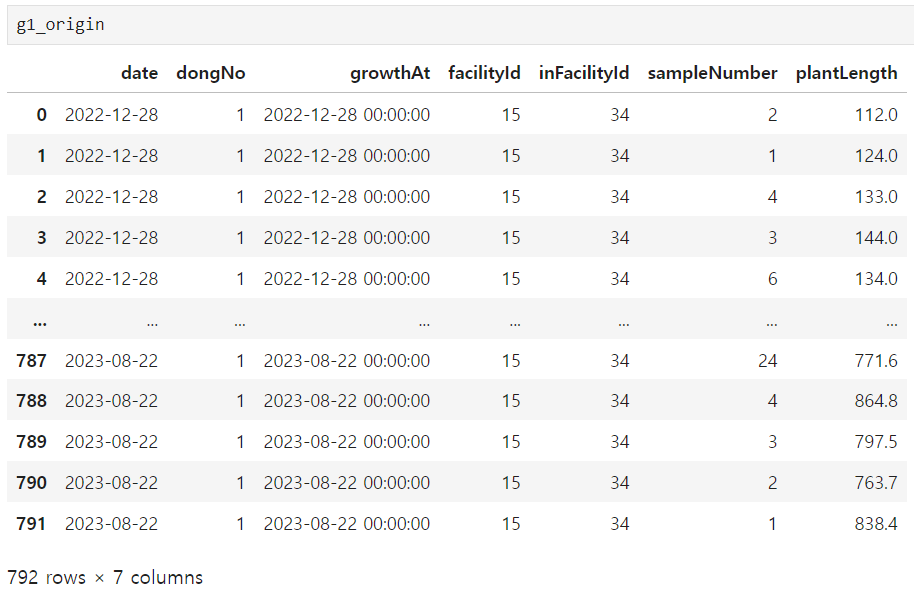 g1_origin
date dongNo growthAt facilityId inFacilityId sampleNumber plantLength
0 2022-12-28 1 2022-12-28 00:00:00 15 34 2 112.0
1 2022-12-28 1 2022-12-28 00:00:00 15 34 1 124.0
2 2022-12-28 1 2022-12-28 00:00:00 15 34 4 133.0
3 2022-12-28 1 2022-12-28 00:00:00 15 34 3 144.0
4 2022-12-28 1 2022-12-28 00:00:00 15 34 6 134.0
... ... ... ... ... ... ... ...
787 2023-08-22 1 2023-08-22 00:00:00 15 34 24 771.6
788 2023-08-22 1 2023-08-22 00:00:00 15 34 4 864.8
789 2023-08-22 1 2023-08-22 00:00:00 15 34 3 797.5
790 2023-08-22 1 2023-08-22 00:00:00 15 34 2 763.7
791 2023-08-22 1 2023-08-22 00:00:00 15 34 1 838.4
792 rows × 7 columns